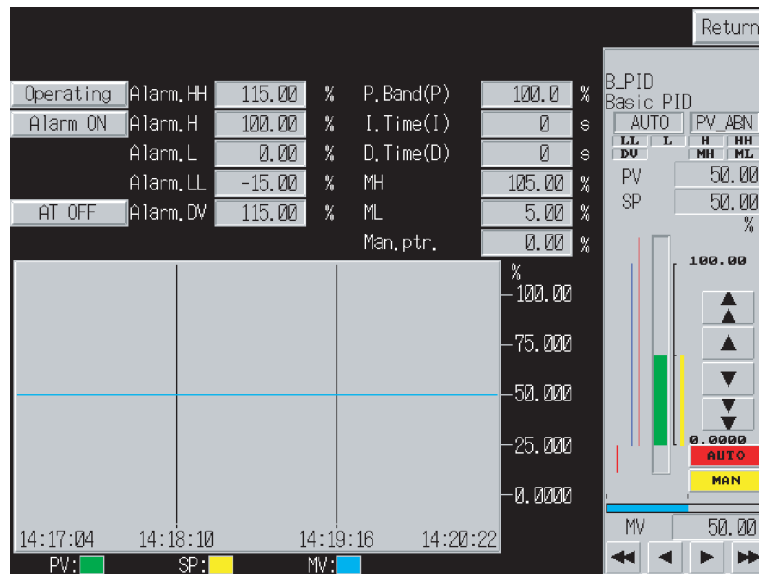 Return
Operating Alarm.HH 115.00 % P.Band(P) 100.0 %
Alarm ON Alarm.H 100.00 % I.Time(I) 0 s
Alarm.L 0.00 % D.Time(D) 0 s
Alarm.LL -15.00 % MH 105.00 %
AT OFF Alarm.DV 115.00 % ML 5.00 %
Man.ptr. 0.00 %
%
100.00
75.000
50.000
25.000
0.0000
14:17:04 14:18:10 14:19:16 14:20:22
PV: SP: MV:
B_PID
Basic PID
AUTO PV_ABN
LL L H HH
DV MH ML
PV 50.00
SP 50.00
%
100.00
0.0000
AUTO
MAN
MV 50.00